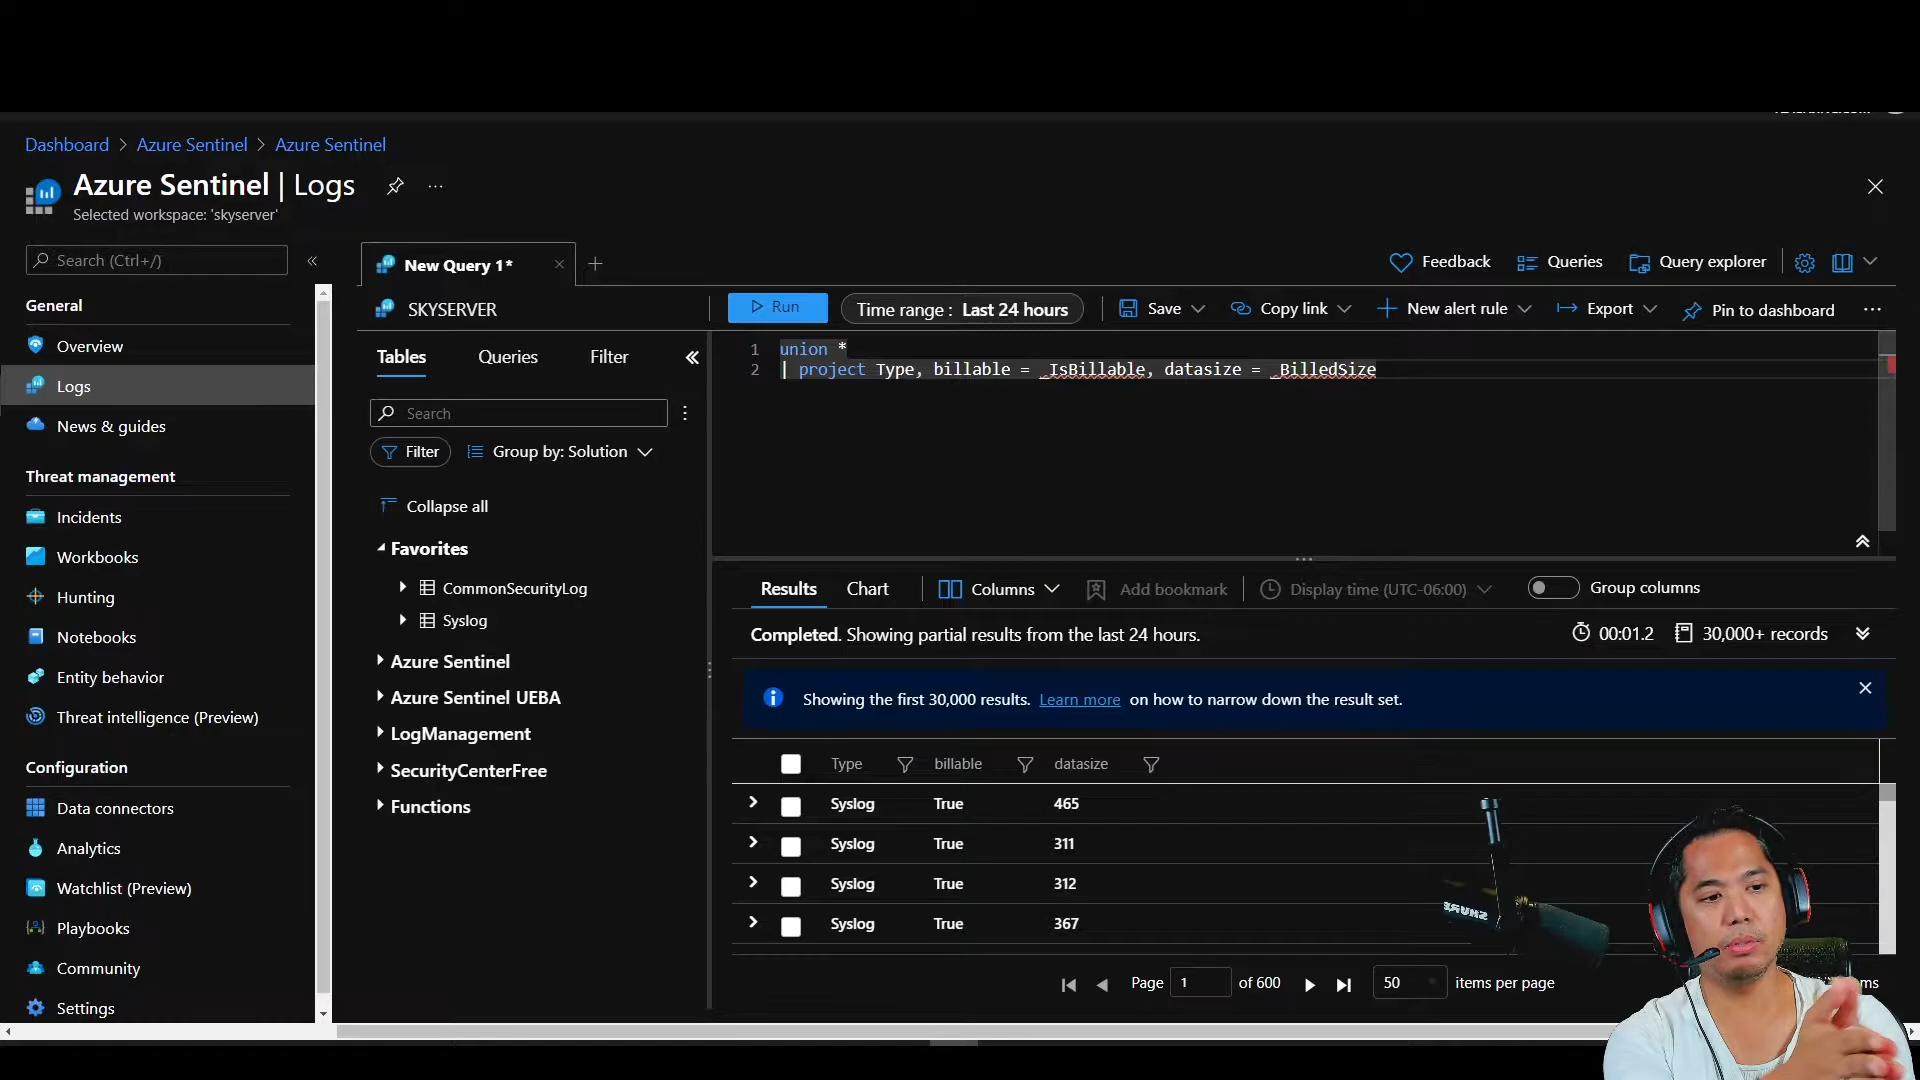 Dashboard > Azure Sentinel > Azure Sentinel
Azure Sentinel | Logs
Selected workspace: 'skyserver'
Search (Ctrl+/)
General
Overview
Logs
News & guides
Threat management
Incidents
Workbooks
Hunting
Notebooks
Entity behavior
Threat intelligence (Preview)
Configuration
Data connectors
Analytics
Watchlist (Preview)
Playbooks
Community
Settings
New Query 1*
Feedback
Queries
Query explorer
SKYSERVER
Run
Time range : Last 24 hours
Save
Copy link
New alert rule
Export
Pin to dashboard
Tables
Queries
Filter
Search
Filter
Group by: Solution
Collapse all
Favorites
CommonSecurityLog
Syslog
Azure Sentinel
Azure Sentinel UEBA
LogManagement
SecurityCenterFree
Functions
1 union *
2 | project Type, billable = _IsBillable, datasize = _BilledSize
Results
Chart
Columns
Add bookmark
Display time (UTC-06:00)
Group columns
Completed. Showing partial results from the last 24 hours.
00:01.2
30,000+ records
Showing the first 30,000 results. Learn more on how to narrow down the result set.
Type billable datasize
Syslog True 465
Syslog True 311
Syslog True 312
Syslog True 367
Page 1 of 600
50 items per page
SHURE